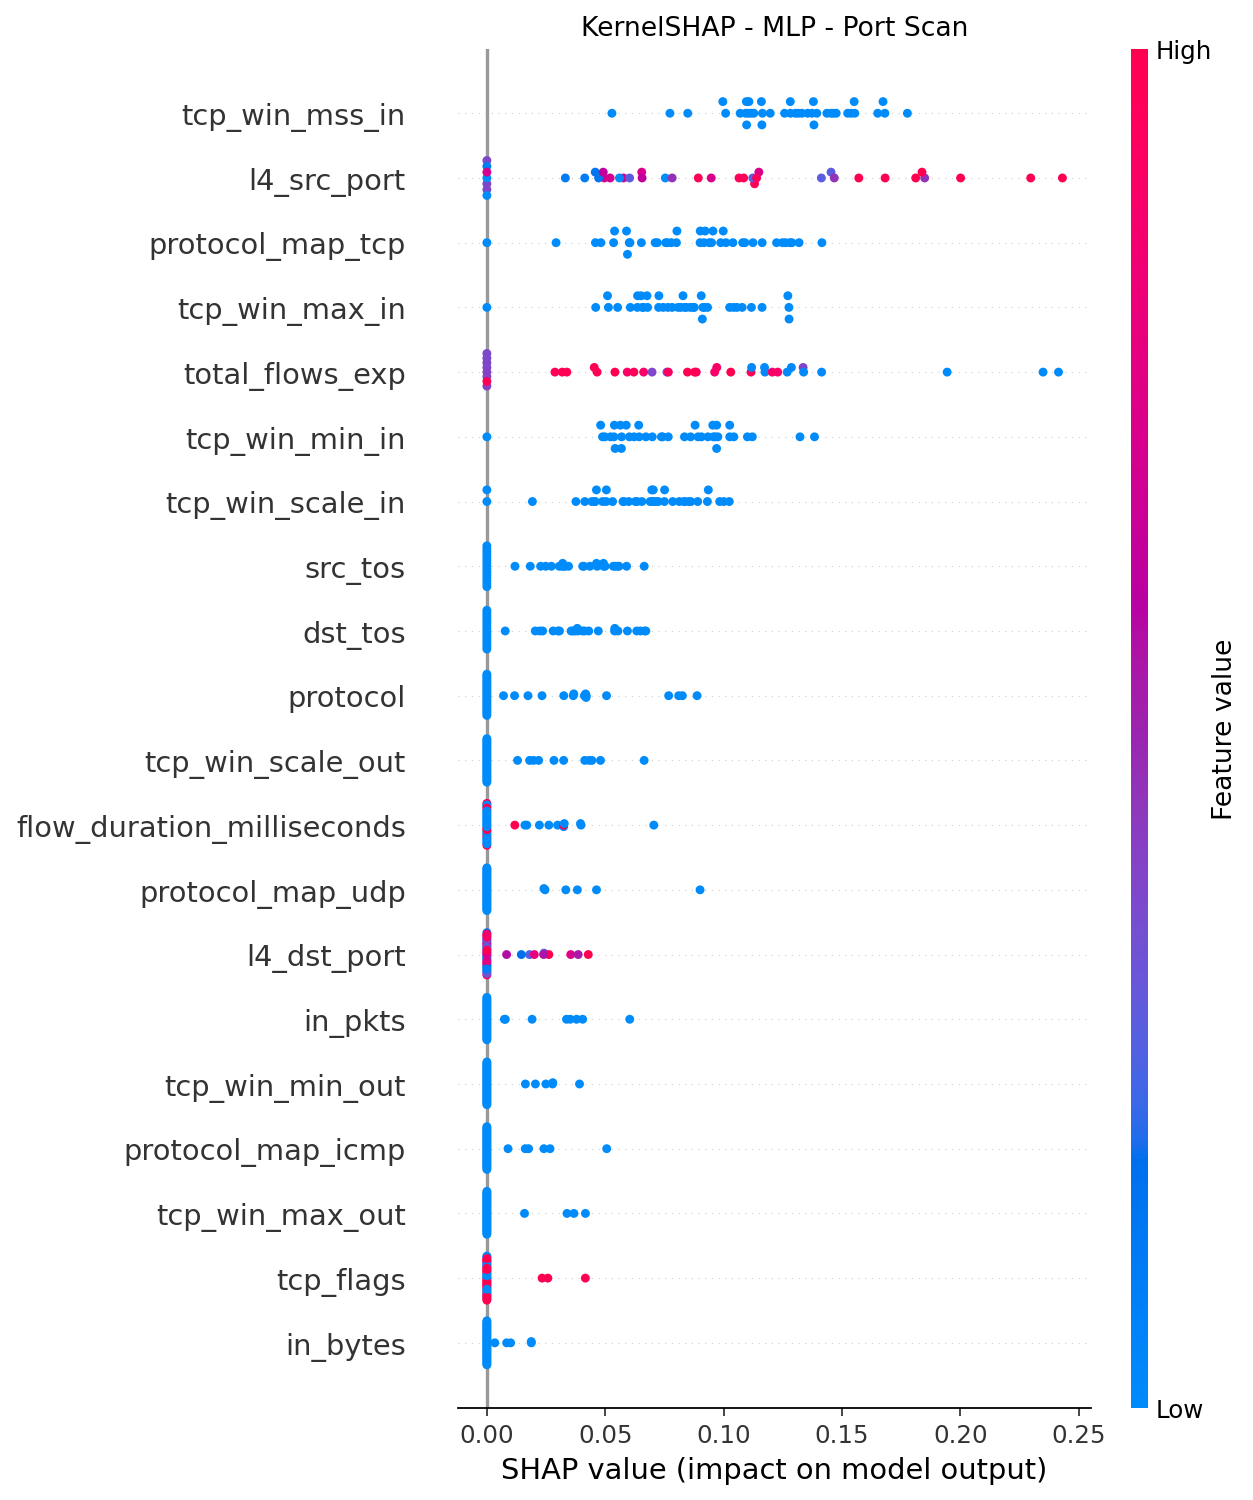 KernelSHAP - MLP - Port Scan
High
tcp_win_mss_in
l4_src_port
protocol_map_tcp
tcp_win_max_in
total_flows_exp
tcp_win_min_in
tcp_win_scale_in
src_tos
dst_tos
protocol
tcp_win_scale_out
flow_duration_milliseconds
protocol_map_udp
l4_dst_port
in_pkts
tcp_win_min_out
protocol_map_icmp
tcp_win_max_out
tcp_flags
in_bytes
Feature value
Low
0.00 0.05 0.10 0.15 0.20 0.25
SHAP value (impact on model output)